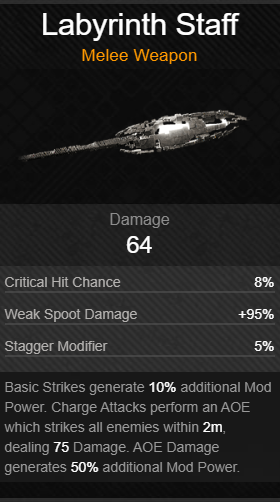 Labyrinth Staff
Melee Weapon
Damage
64
Critical Hit Chance 8%
Weak Spoot Damage +95%
Stagger Modifier 5%
Basic Strikes generate 10% additional Mod
Power. Charge Attacks perform an AOE
which strikes all enemies within 2m,
dealing 75 Damage. AOE Damage
generates 50% additional Mod Power.